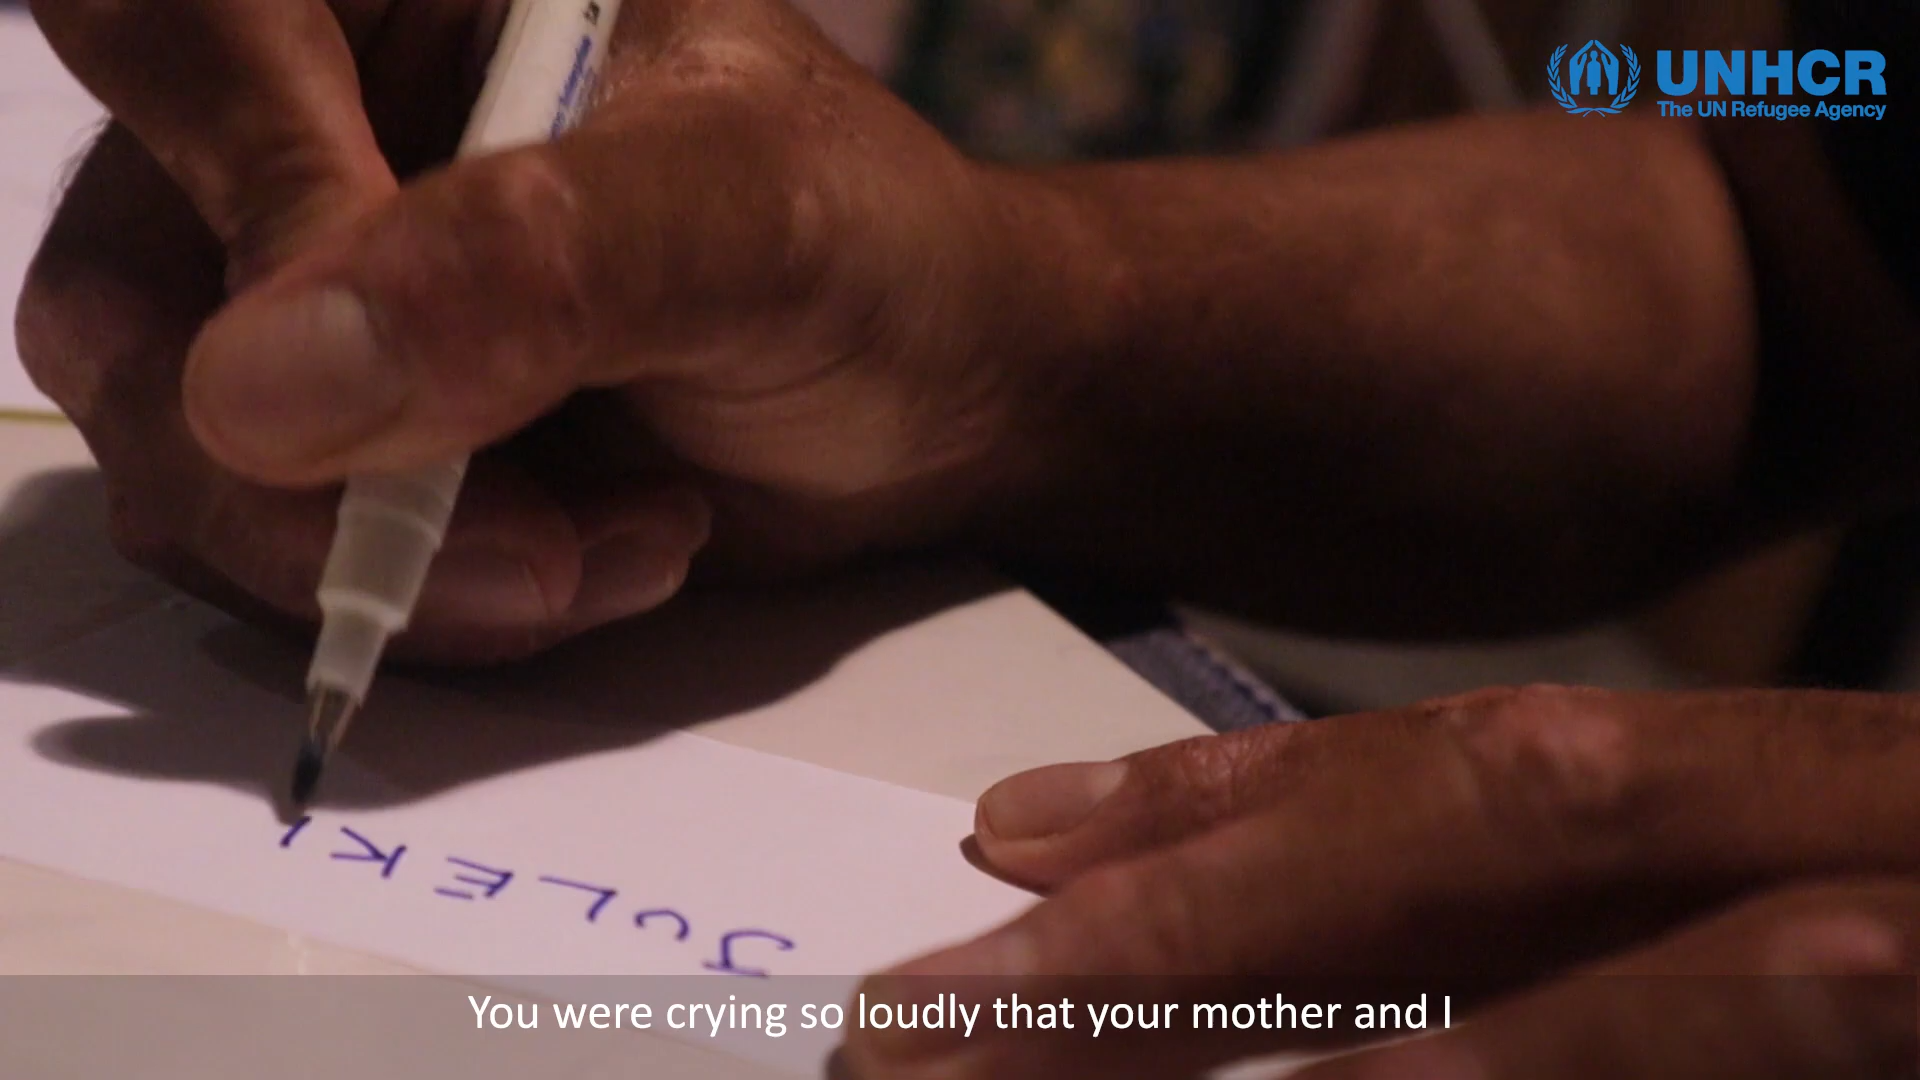 UNHCR
The UN Refugee Agency
JULEKI
You were crying so loudly that your mother and I